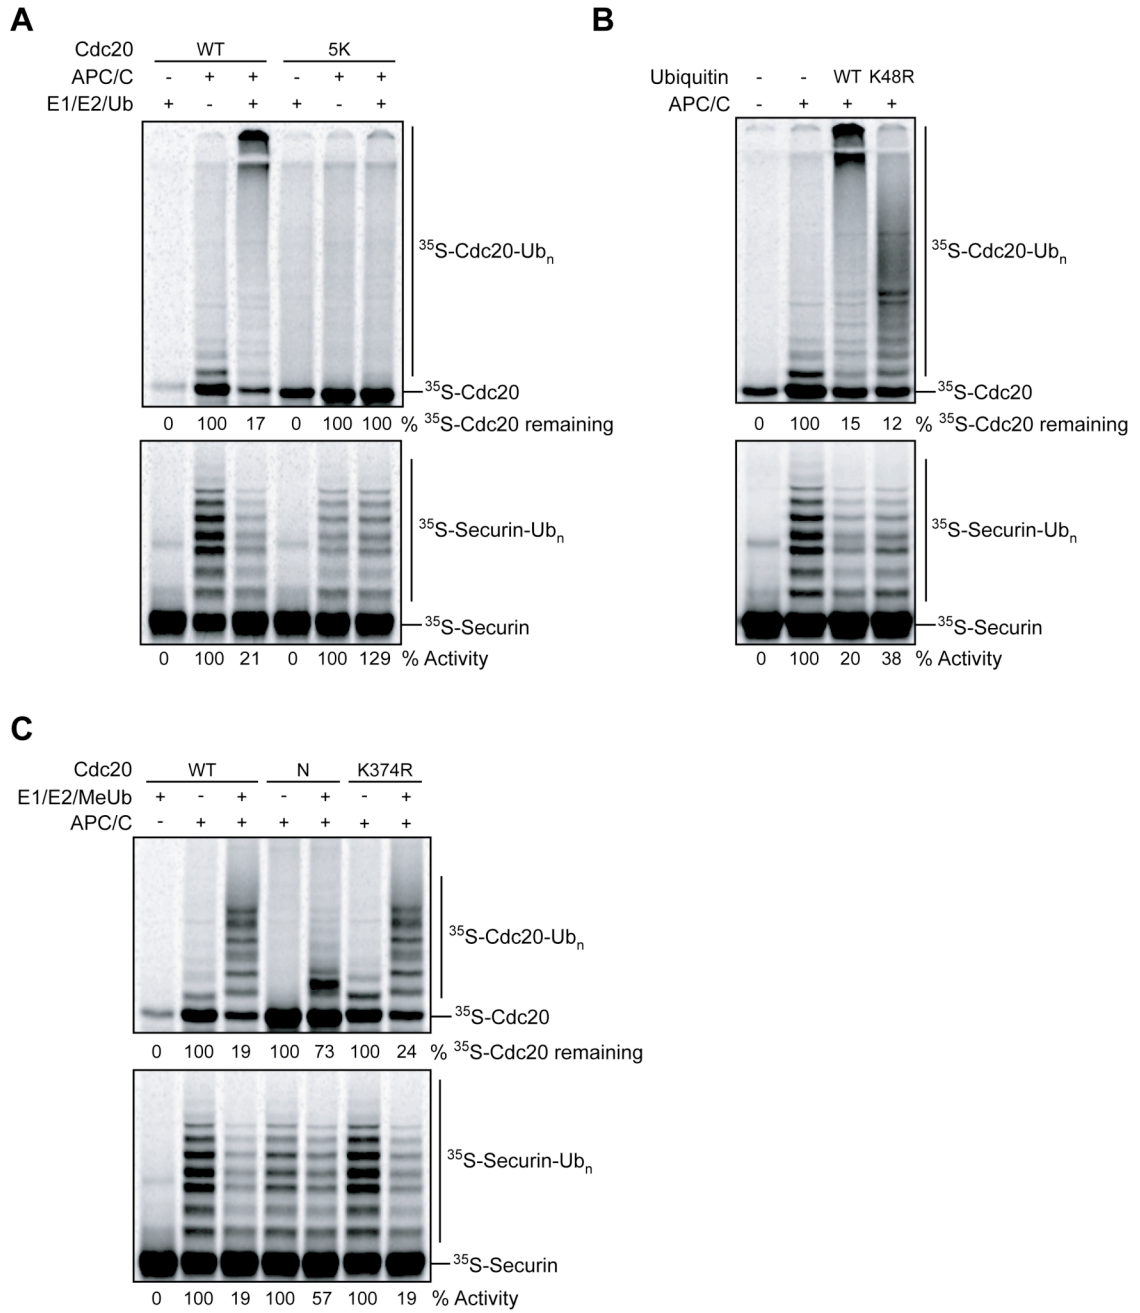 A
Cdc20 WT 5K
APC/C - + + - + +
E1/E2/Ub + - + + - +
35S-Cdc20-Ubn
35S-Cdc20
0 100 17 0 100 100 % 35S-Cdc20 remaining
35S-Securin-Ubn
35S-Securin
0 100 21 0 100 129 % Activity
B
Ubiquitin - - WT K48R
APC/C - + + +
35S-Cdc20-Ubn
35S-Cdc20
0 100 15 12 % 35S-Cdc20 remaining
35S-Securin-Ubn
35S-Securin
0 100 20 38 % Activity
C
Cdc20 WT N K374R
E1/E2/MeUb + - + - + - +
APC/C - + + + + + +
35S-Cdc20-Ubn
35S-Cdc20
0 100 19 100 73 100 24 % 35S-Cdc20 remaining
35S-Securin-Ubn
35S-Securin
0 100 19 100 57 100 19 % Activity